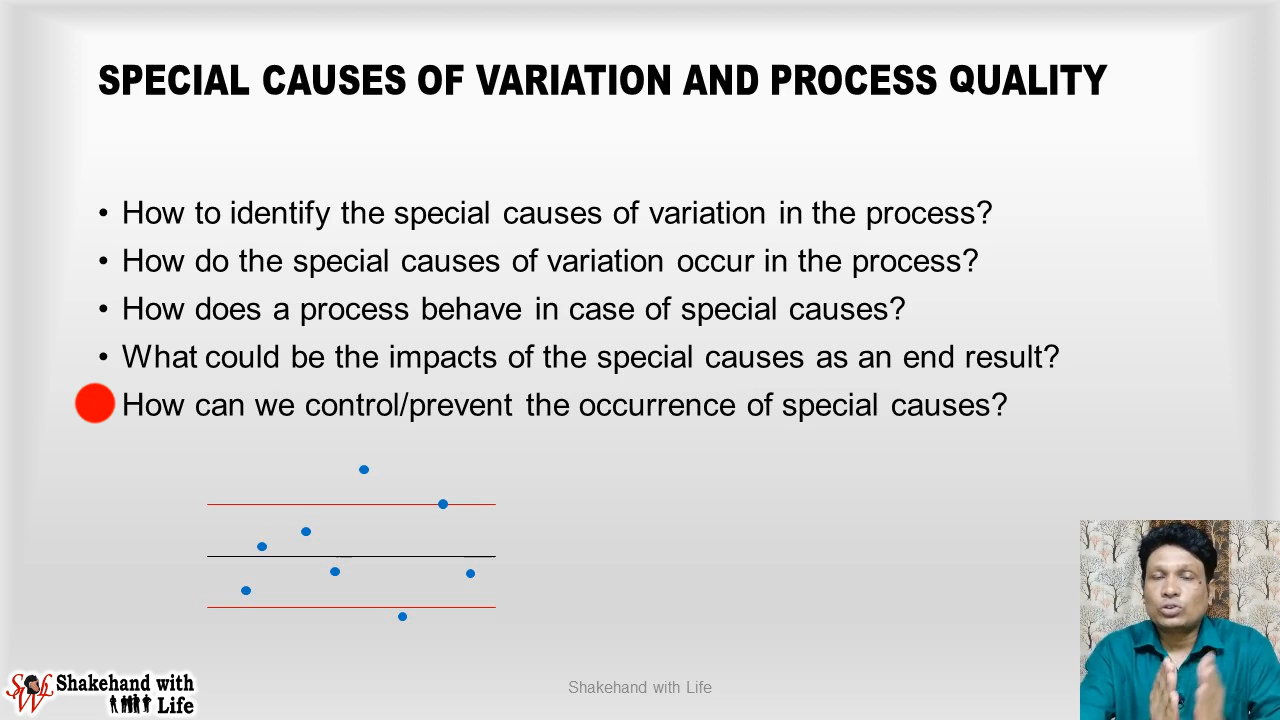 SPECIAL CAUSES OF VARIATION AND PROCESS QUALITY
• How to identify the special causes of variation in the process?
• How do the special causes of variation occur in the process?
• How does a process behave in case of special causes?
• What could be the impacts of the special causes as an end result?
How can we control/prevent the occurrence of special causes?
SWL
Shakehand with
Life
Shakehand with Life